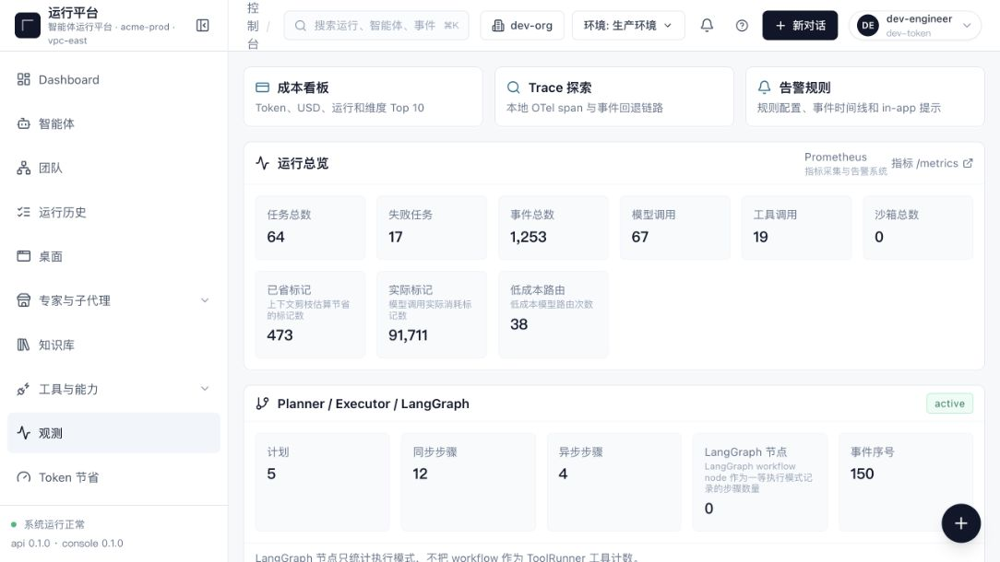 运行平台
智能体运行平台 · acme-prod ·
vpc-east
控制台 /
搜索运行、智能体、事件 ⌘K
dev-org
环境: 生产环境
新对话
DE
dev-engineer
dev-token
Dashboard
智能体
团队
运行历史
桌面
专家与子代理
知识库
工具与能力
观测
Token 节省
系统运行正常
api 0.1.0 · console 0.1.0
成本看板
Token、USD、运行和维度 Top 10
Trace 探索
本地 OTel span 与事件回退链路
告警规则
规则配置、事件时间线和 in-app 提示
运行总览
Prometheus
指标采集与告警系统
指标 /metrics
任务总数
64
失败任务
17
事件总数
1,253
模型调用
67
工具调用
19
沙箱总数
0
已省标记
上下文剪枝估算节省
的标记数
473
实际标记
模型调用实际消耗标
记数
91,711
低成本路由
低成本模型路由次数
38
Planner / Executor / LangGraph
active
计划
5
同步步骤
12
异步步骤
4
LangGraph 节点
LangGraph workflow
node 作为一等执行模式记
录的步骤数量
0
事件序号
150
LangGraph 节点只统计执行模式，不把 workflow 作为 ToolRunner 工具计数。